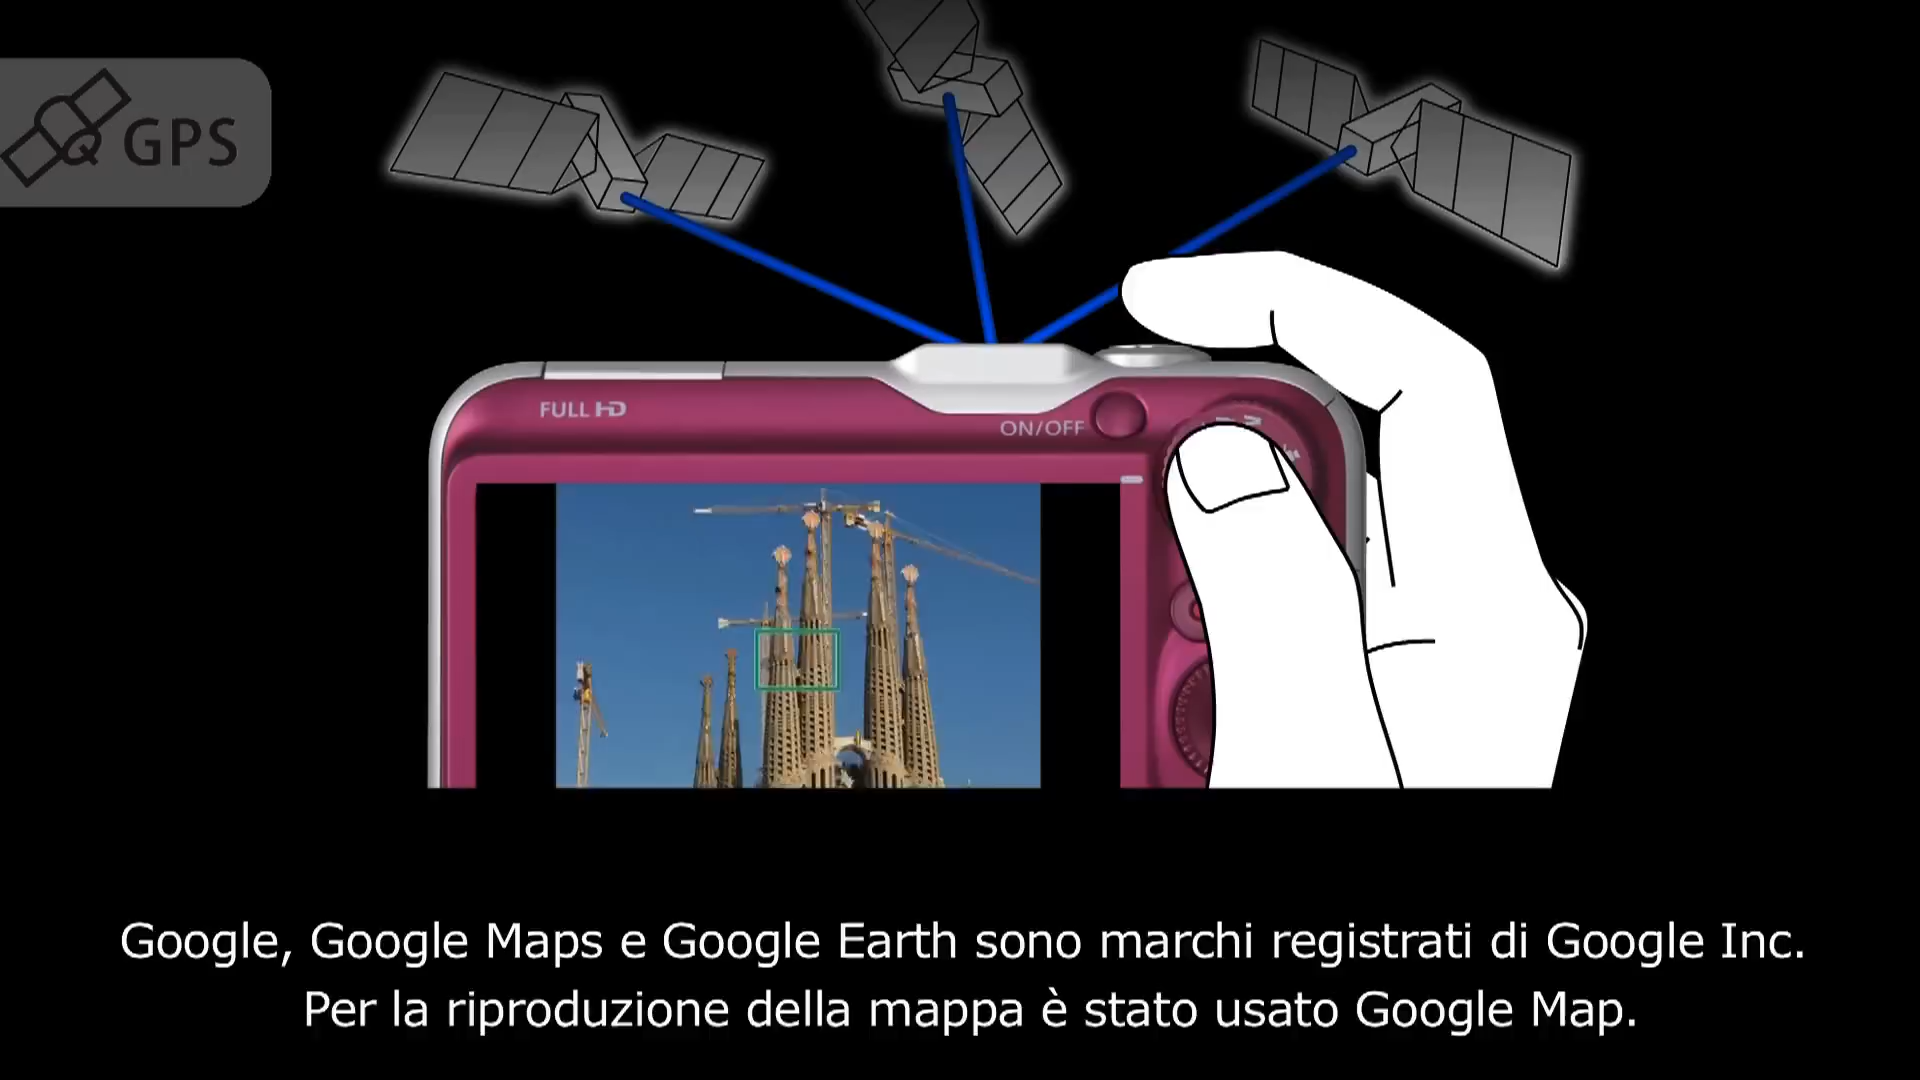 GPS
FULL HD
ON/OFF
Google, Google Maps e Google Earth sono marchi registrati di Google Inc.
Per la riproduzione della mappa è stato usato Google Map.